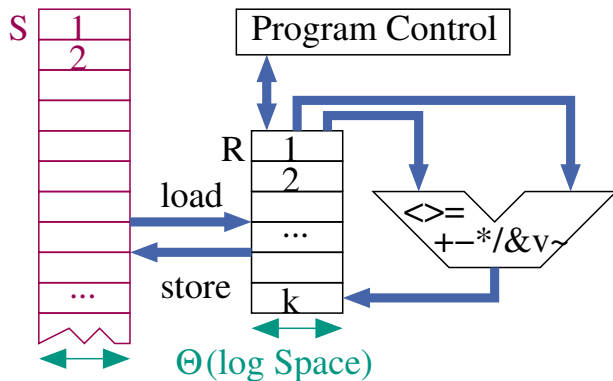 S
1
2
...
Program Control
R
1
2
...
k
load
store
<>=
+−*/&v~
Θ(log Space)